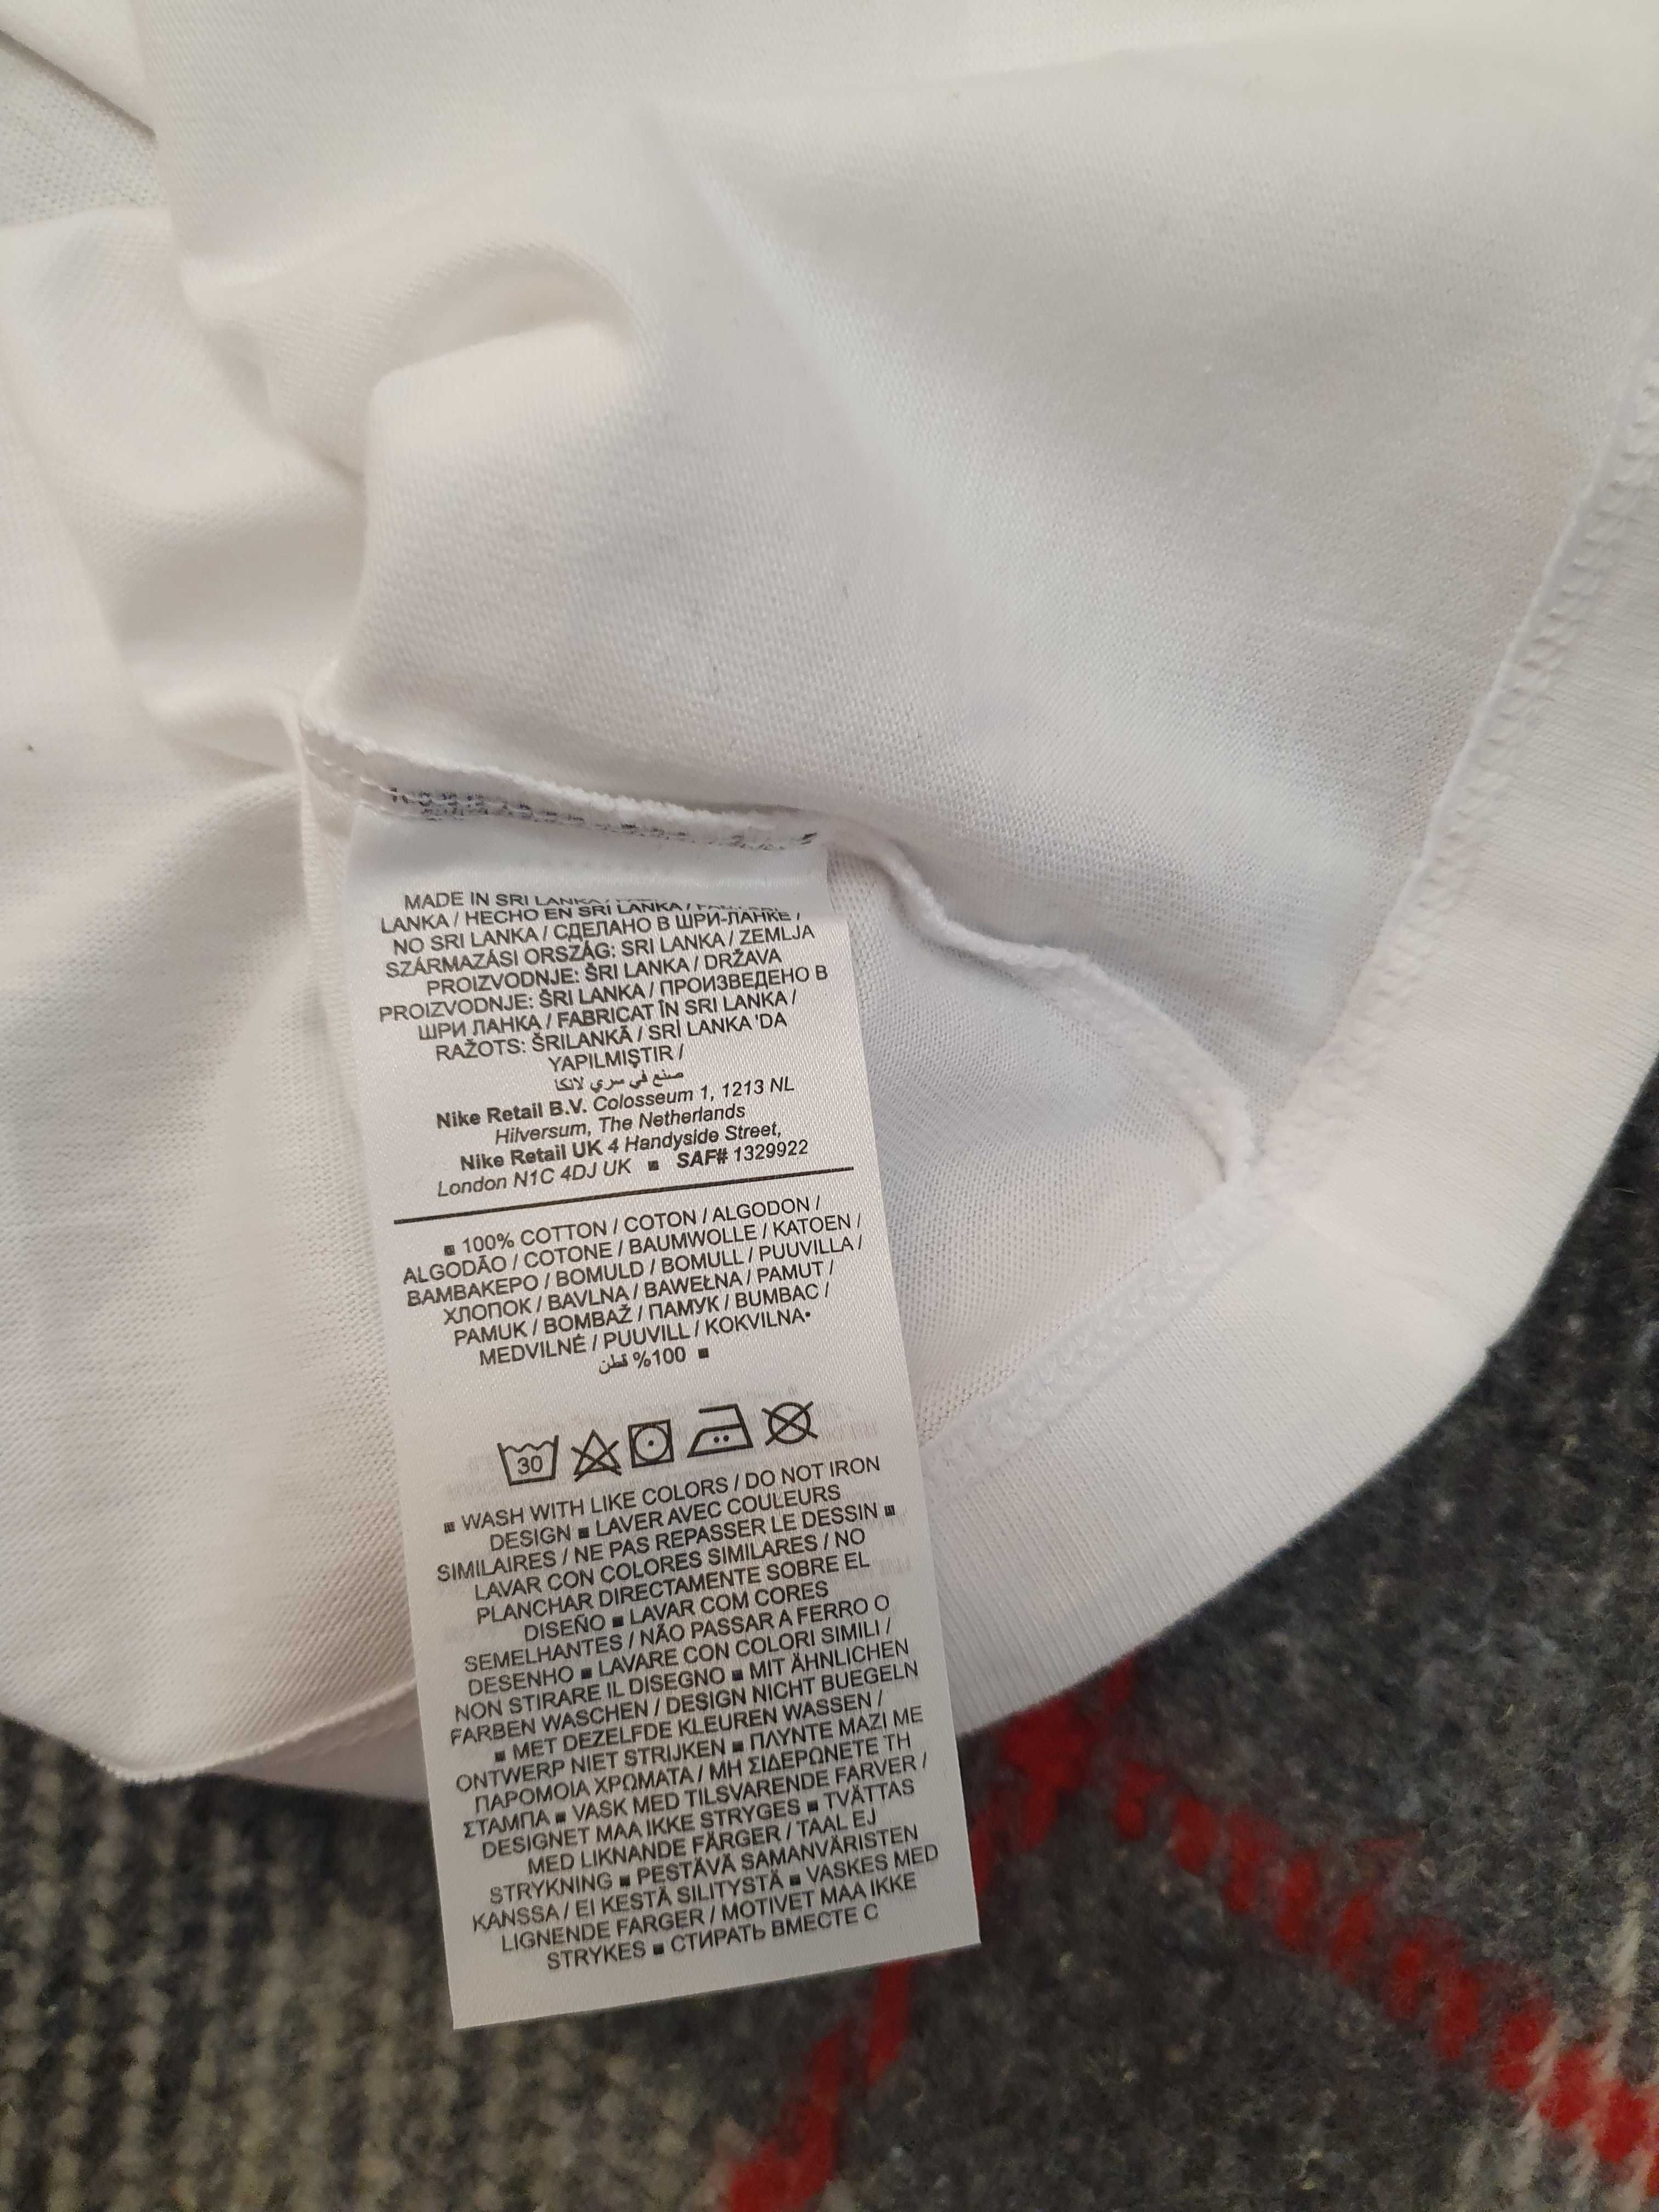 MADE IN SRI LANKA
LANKA / HECHO EN SRI LANKA /
NO SRI LANKA / СДЕЛАНО В ШРИ-ЛАНКЕ /
SZÁRMAZÁSI ORSZÁG: SRI LANKA / ZEMLJA
PROIZVODNJE: ŠRI LANKA / DRŽAVA
PROIZVODNJE: ŠRI LANKA / ПРОИЗВЕДЕНО В
ШРИ ЛАНКА / FABRICAT ÎN SRI LANKA /
RAŽOTS: ŠRILANKĀ / SRİ LANKA 'DA
YAPILMIŞTIR /
صنع في سري لانكا
Nike Retail B.V. Colosseum 1, 1213 NL
Hilversum, The Netherlands
Nike Retail UK 4 Handyside Street,
London N1C 4DJ UK ■ SAF# 1329922
■ 100% COTTON / COTON / ALGODON /
ALGODÃO / COTONE / BAUMWOLLE / KATOEN /
ΒΑΜΒΑΚΕΡΟ / BOMULD / BOMULL / PUUVILLA /
ХЛОПОК / BAVLNA / BAWEŁNA / PAMUT /
PAMUK / BOMBAŽ / ПАМУК / BUMBAC /
MEDVILNĖ / PUUVILL / KOKVILNA•
100% قطن ■
30
■ WASH WITH LIKE COLORS / DO NOT IRON
DESIGN ■ LAVER AVEC COULEURS
SIMILAIRES / NE PAS REPASSER LE DESSIN ■
LAVAR CON COLORES SIMILARES / NO
PLANCHAR DIRECTAMENTE SOBRE EL
DISEÑO ■ LAVAR COM CORES
SEMELHANTES / NÃO PASSAR A FERRO O
DESENHO ■ LAVARE CON COLORI SIMILI /
NON STIRARE IL DISEGNO ■ MIT ÄHNLICHEN
FARBEN WASCHEN / DESIGN NICHT BUEGELN
■ MET DEZELFDE KLEUREN WASSEN /
ONTWERP NIET STRIJKEN ■ ΠΛΥΝΤΕ ΜΑΖΙ ΜΕ
ΠΑΡΟΜΟΙΑ ΧΡΩΜΑΤΑ / ΜΗ ΣΙΔΕΡΩΝΕΤΕ ΤΗ
ΣΤΑΜΠΑ ■ VASK MED TILSVARENDE FARVER /
DESIGNET MAA IKKE STRYGES ■ TVÄTTAS
MED LIKNANDE FÄRGER / TAAL EJ
STRYKNING ■ PESTÄVÄ SAMANVÄRISTEN
KANSSA / EI KESTÄ SILITYSTÄ ■ VASKES MED
LIGNENDE FARGER / MOTIVET MAA IKKE
STRYKES ■ СТИРАТЬ ВМЕСТЕ С